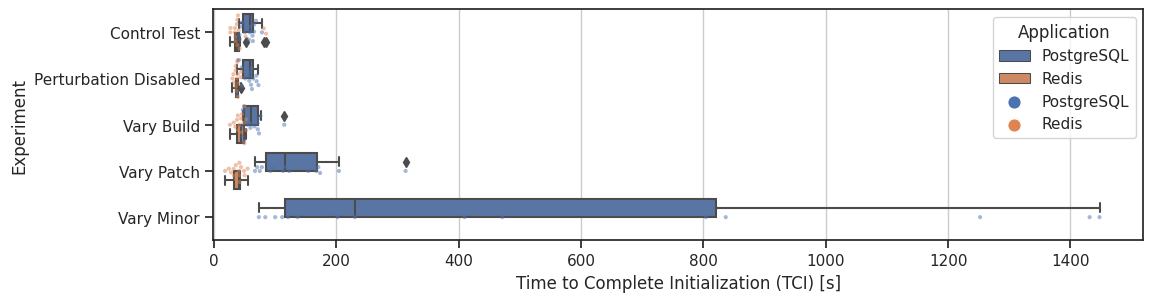 Experiment
Control Test
Perturbation Disabled
Vary Build
Vary Patch
Vary Minor
Application
PostgreSQL
Redis
PostgreSQL
Redis
0 200 400 600 800 1000 1200 1400
Time to Complete Initialization (TCI) [s]